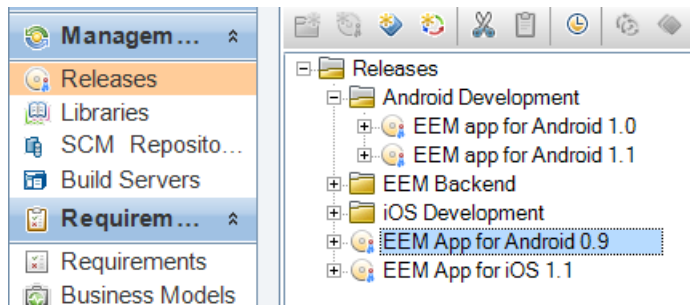 Managem...
Releases
Libraries
SCM Reposito...
Build Servers
Requirem...
Requirements
Business Models
Releases
Android Development
EEM app for Android 1.0
EEM app for Android 1.1
EEM Backend
iOS Development
EEM App for Android 0.9
EEM App for iOS 1.1